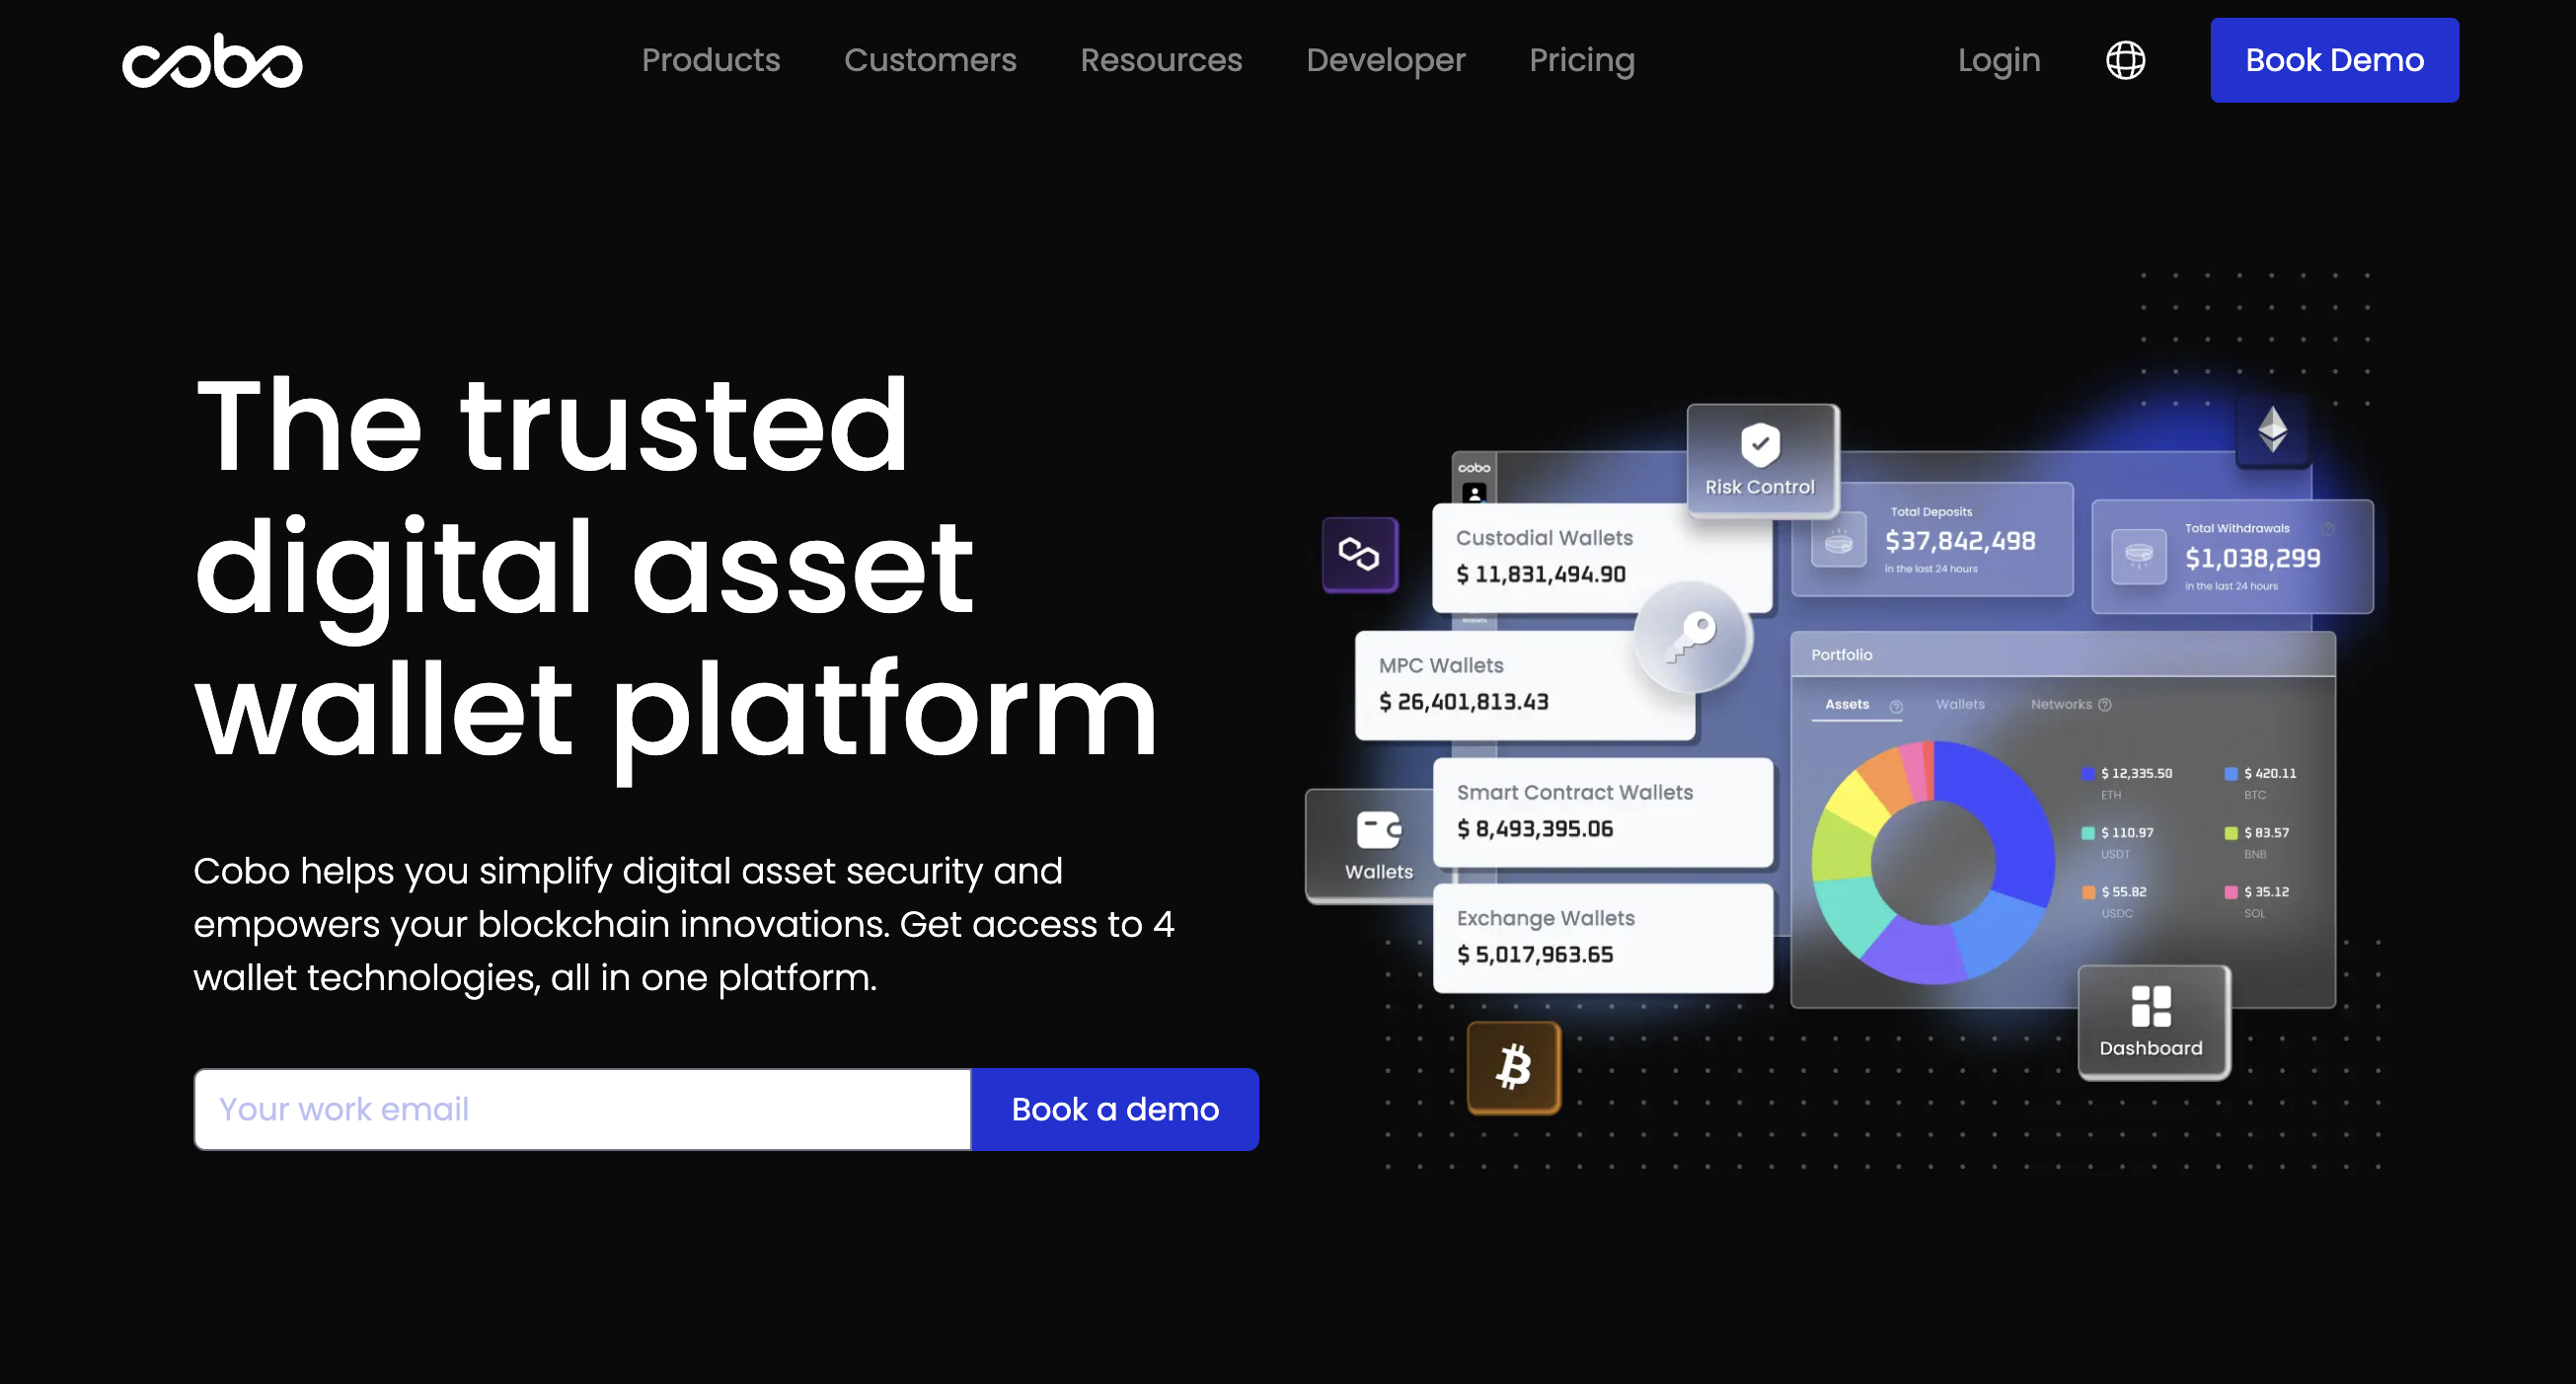 cobo
Products
Customers
Resources
Developer
Pricing
Login
Book Demo
The trusted
digital asset
wallet platform
Cobo helps you simplify digital asset security and
empowers your blockchain innovations. Get access to 4
wallet technologies, all in one platform.
Your work email
Book a demo
cobo
Risk Control
Custodial Wallets
$ 11,831,494.90
Total Deposits
$37,842,498
in the last 24 hours
Total Withdrawals
$1,038,299
in the last 24 hours
Wallets
MPC Wallets
$ 26,401,813.43
Smart Contract Wallets
$ 8,493,395.06
Wallets
Exchange Wallets
$ 5,017,963.65
Portfolio
Assets
Wallets
Networks
$ 12,335.50
ETH
$ 420.11
BTC
$ 110.97
USDT
$ 83.57
BNB
$ 55.82
USDC
$ 35.12
SOL
Dashboard